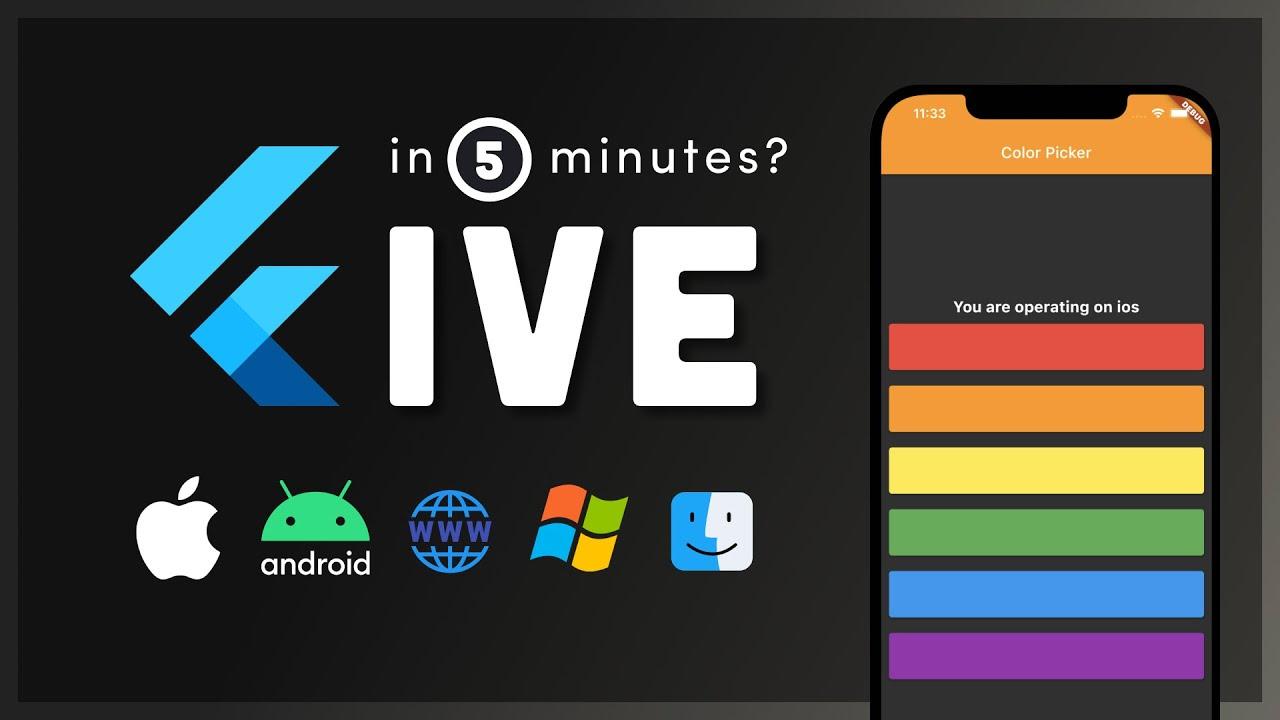 in 5 minutes?
IVE
android
WWW
11:33
DEBUG
Color Picker
You are operating on ios